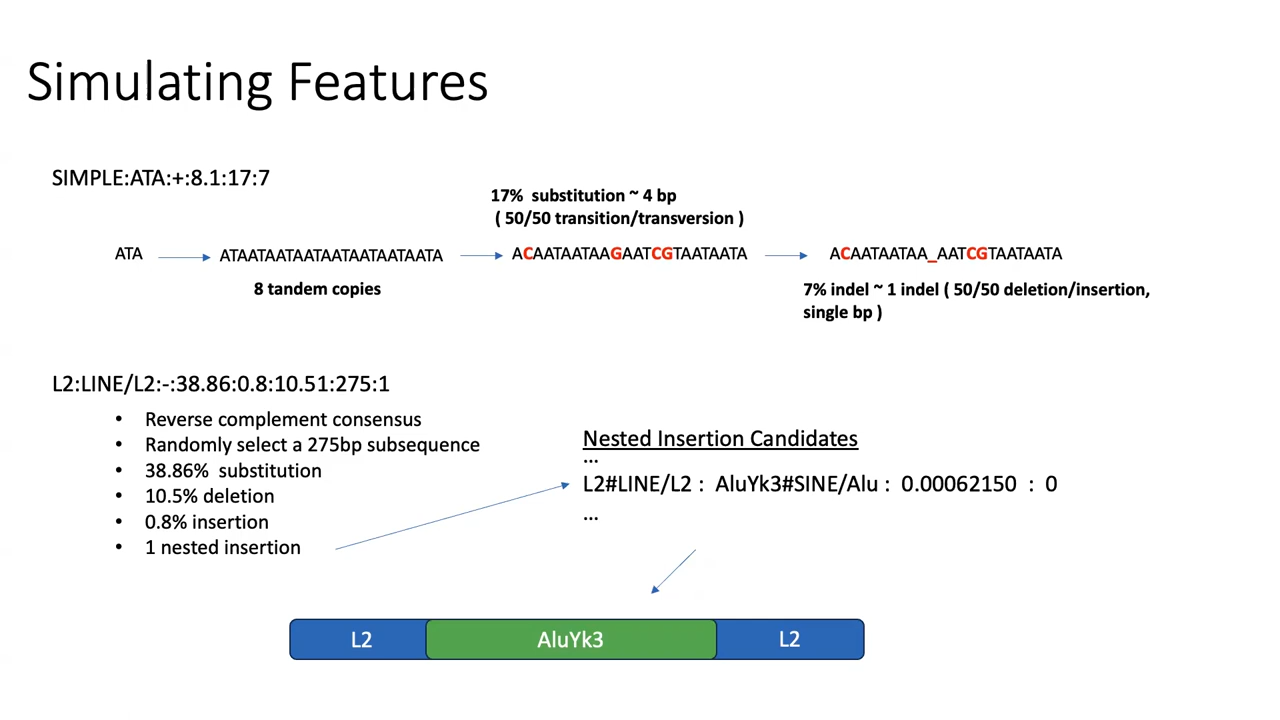 Simulating Features
SIMPLE:ATA:+:8.1:17:7
17% substitution ~ 4 bp
( 50/50 transition/transversion )
ATA
ATAATAATAATAATAATAATAATA
ACAATAATAAGAATCGTAATAATA
ACAATAATAA_AATCGTAATAATA
8 tandem copies
7% indel ~ 1 indel ( 50/50 deletion/insertion,
single bp )
L2:LINE/L2:-:38.86:0.8:10.51:275:1
• Reverse complement consensus
• Randomly select a 275bp subsequence
• 38.86% substitution
• 10.5% deletion
• 0.8% insertion
• 1 nested insertion
Nested Insertion Candidates
...
L2#LINE/L2 : AluYk3#SINE/Alu : 0.00062150 : 0
...
L2
AluYk3
L2